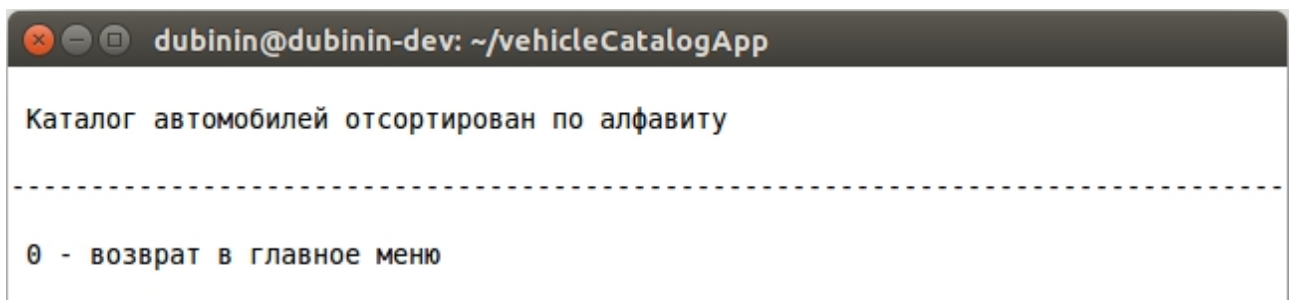 dubinin@dubinin-dev: ~/vehicleCatalogApp
Каталог автомобилей отсортирован по алфавиту
--------------------------------------------------------------------------------
0 - возврат в главное меню